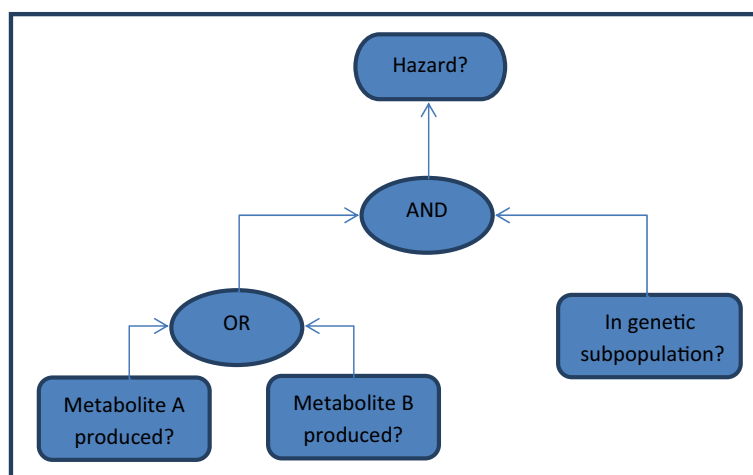 Hazard?
AND
OR
In genetic
subpopulation?
Metabolite A
produced?
Metabolite B
produced?